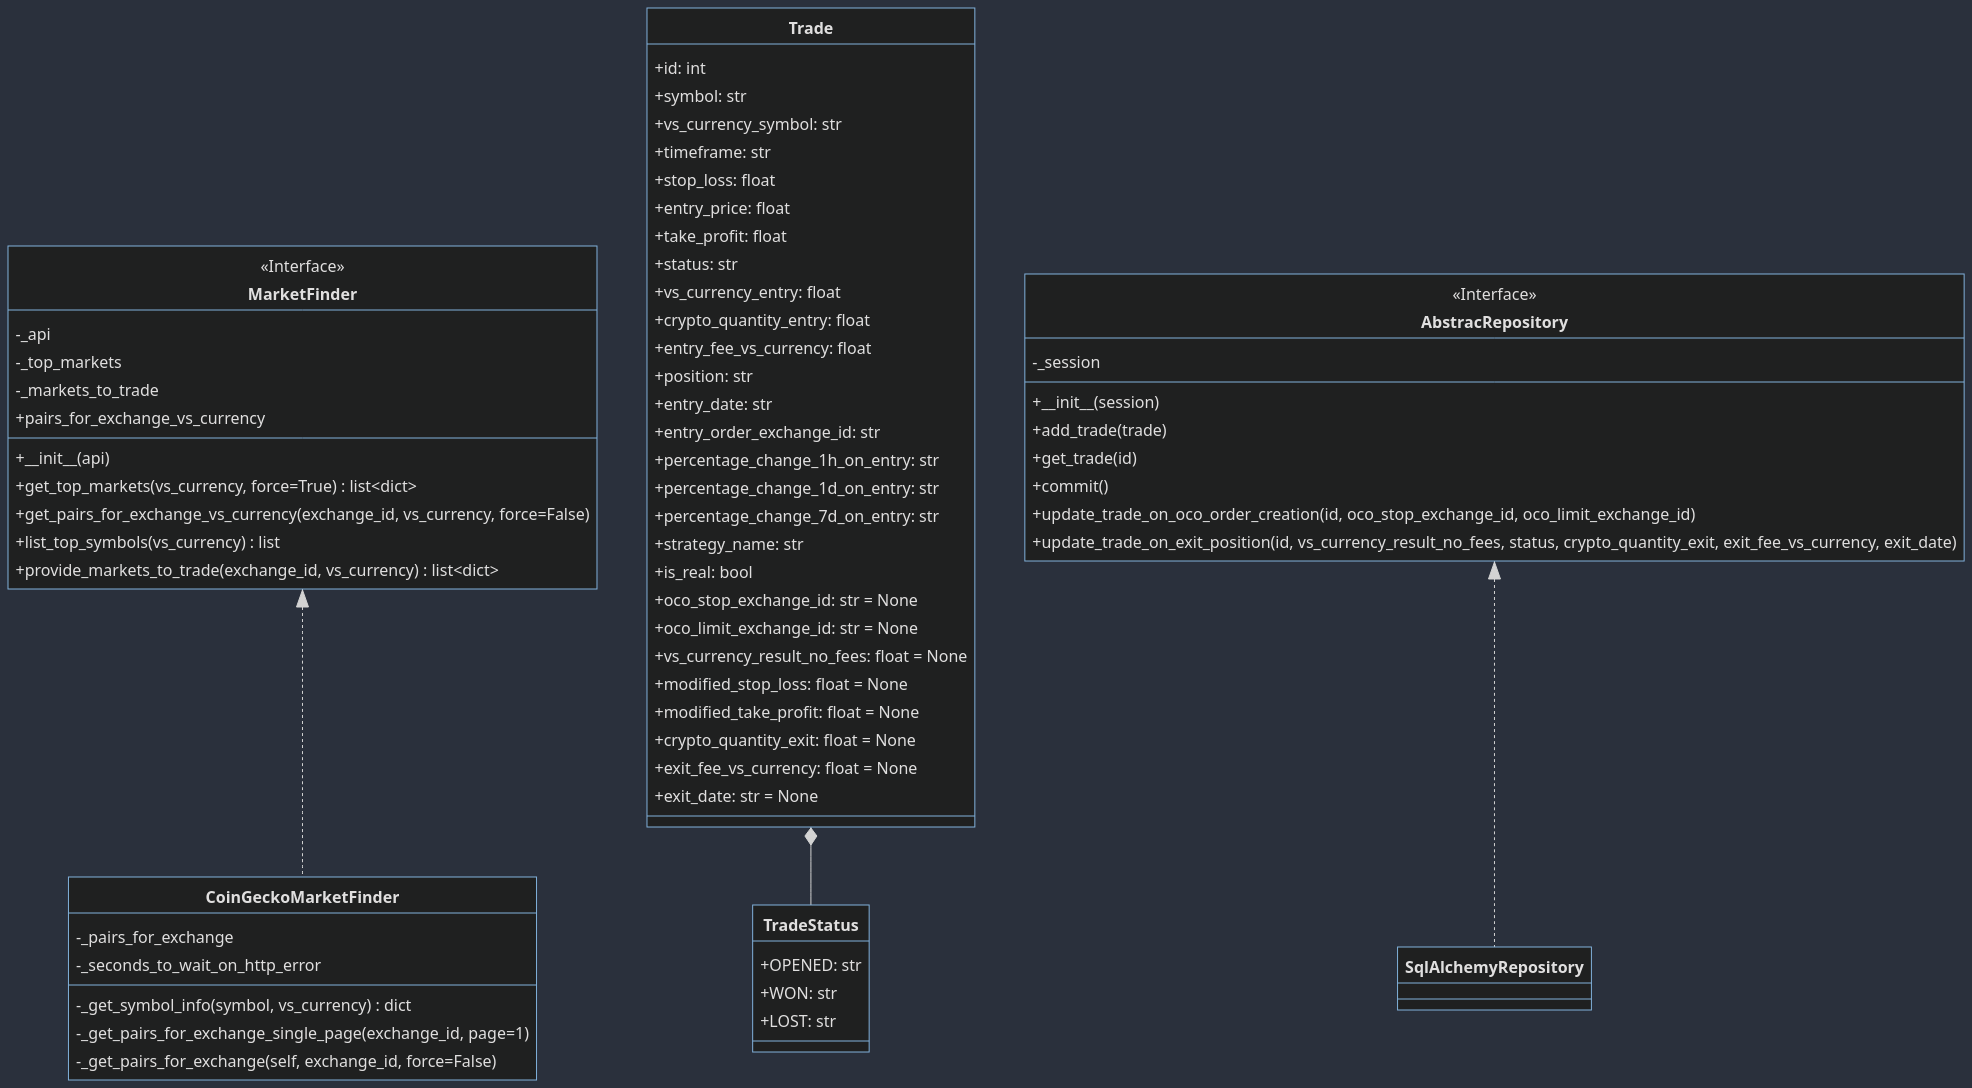 Trade
+id: int
+symbol: str
+vs_currency_symbol: str
+timeframe: str
+stop_loss: float
+entry_price: float
+take_profit: float
+status: str
+vs_currency_entry: float
+crypto_quantity_entry: float
+entry_fee_vs_currency: float
+position: str
+entry_date: str
+entry_order_exchange_id: str
+percentage_change_1h_on_entry: str
+percentage_change_1d_on_entry: str
+percentage_change_7d_on_entry: str
+strategy_name: str
+is_real: bool
+oco_stop_exchange_id: str = None
+oco_limit_exchange_id: str = None
+vs_currency_result_no_fees: float = None
+modified_stop_loss: float = None
+modified_take_profit: float = None
+crypto_quantity_exit: float = None
+exit_fee_vs_currency: float = None
+exit_date: str = None
«Interface»
MarketFinder
-_api
-_top_markets
-_markets_to_trade
+pairs_for_exchange_vs_currency
+__init__(api)
+get_top_markets(vs_currency, force=True) : list<dict>
+get_pairs_for_exchange_vs_currency(exchange_id, vs_currency, force=False)
+list_top_symbols(vs_currency) : list
+provide_markets_to_trade(exchange_id, vs_currency) : list<dict>
«Interface»
AbstracRepository
-_session
+__init__(session)
+add_trade(trade)
+get_trade(id)
+commit()
+update_trade_on_oco_order_creation(id, oco_stop_exchange_id, oco_limit_exchange_id)
+update_trade_on_exit_position(id, vs_currency_result_no_fees, status, crypto_quantity_exit, exit_fee_vs_currency, exit_date)
CoinGeckoMarketFinder
-_pairs_for_exchange
-_seconds_to_wait_on_http_error
-_get_symbol_info(symbol, vs_currency) : dict
-_get_pairs_for_exchange_single_page(exchange_id, page=1)
-_get_pairs_for_exchange(self, exchange_id, force=False)
TradeStatus
+OPENED: str
+WON: str
+LOST: str
SqlAlchemyRepository